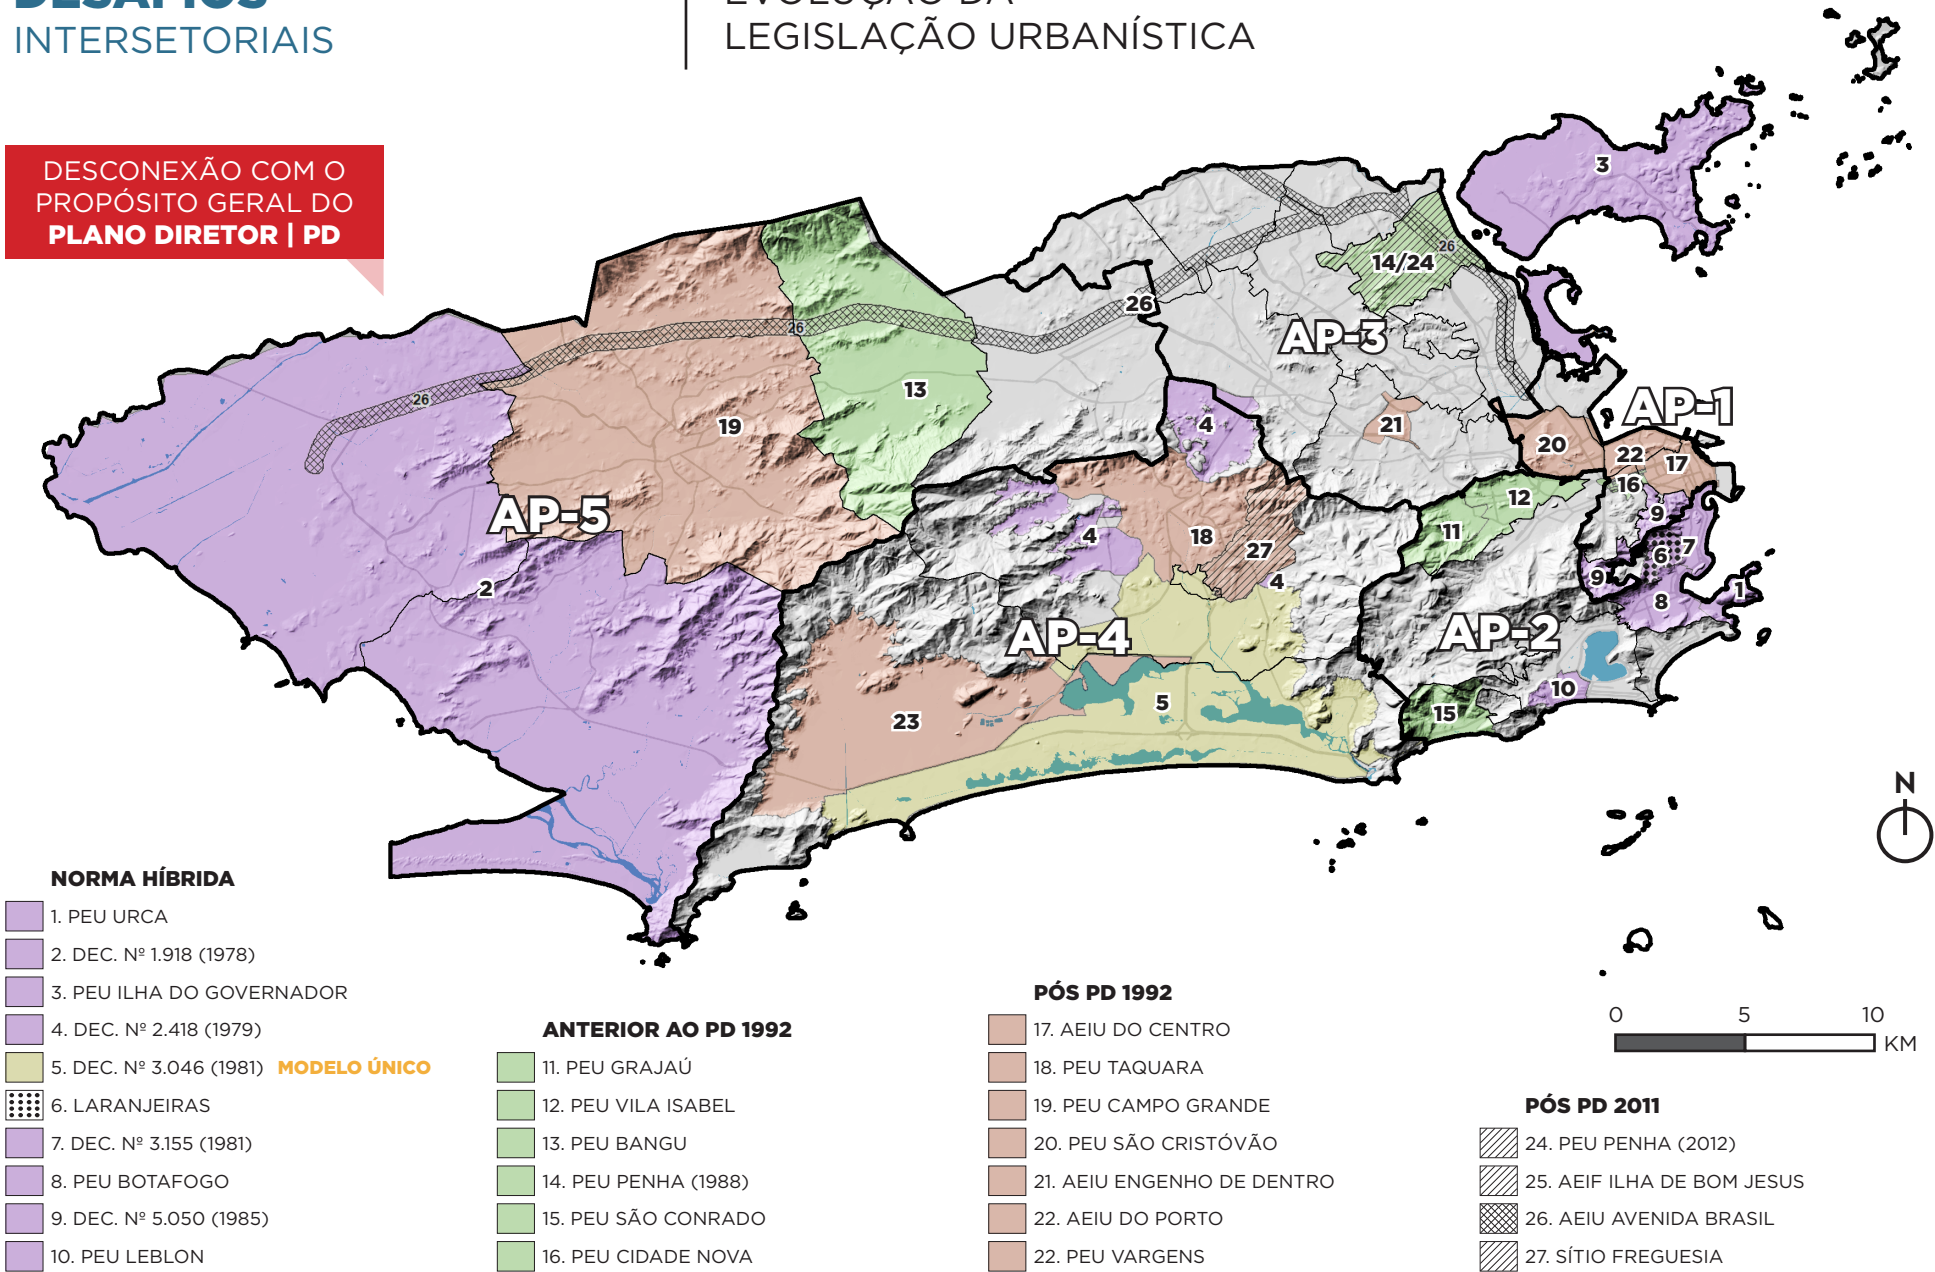 DESAFIOS
INTERSETORIAIS
EVOLUÇÃO DA
LEGISLAÇÃO URBANÍSTICA
DESCONEXÃO COM O
PROPÓSITO GERAL DO
PLANO DIRETOR | PD
3
14/24
26
26
AP-3
26
13
26
19
4
21
AP-1
20
22
17
16
12
9
11
AP-5
4
18
27
7
6
9
4
2
1
8
AP-4
AP-2
10
5
15
23
N
NORMA HÍBRIDA
1. PEU URCA
2. DEC. Nº 1.918 (1978)
3. PEU ILHA DO GOVERNADOR
4. DEC. Nº 2.418 (1979)
5. DEC. Nº 3.046 (1981) MODELO ÚNICO
6. LARANJEIRAS
7. DEC. Nº 3.155 (1981)
8. PEU BOTAFOGO
9. DEC. Nº 5.050 (1985)
10. PEU LEBLON
ANTERIOR AO PD 1992
11. PEU GRAJAÚ
12. PEU VILA ISABEL
13. PEU BANGU
14. PEU PENHA (1988)
15. PEU SÃO CONRADO
16. PEU CIDADE NOVA
PÓS PD 1992
17. AEIU DO CENTRO
18. PEU TAQUARA
19. PEU CAMPO GRANDE
20. PEU SÃO CRISTÓVÃO
21. AEIU ENGENHO DE DENTRO
22. AEIU DO PORTO
22. PEU VARGENS
0 5 10
KM
PÓS PD 2011
24. PEU PENHA (2012)
25. AEIF ILHA DE BOM JESUS
26. AEIU AVENIDA BRASIL
27. SÍTIO FREGUESIA